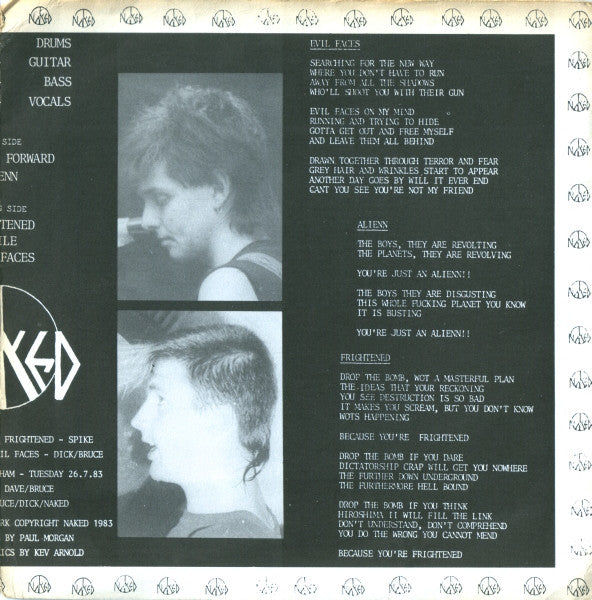 DRUMS
GUITAR
BASS
VOCALS
SIDE
FORWARD
ENN
SIDE
TENED
ILE
FACES
KED
FRIGHTENED - SPIKE
IL FACES - DICK/BRUCE
HAM - TUESDAY 26.7.83
DAVE/BRUCE
UCE/DICK/NAKED
RK COPYRIGHT NAKED 1983
BY PAUL MORGAN
ICS BY KEV ARNOLD
EVIL FACES
SEARCHING FOR THE NEW WAY
WHERE YOU DON'T HAVE TO RUN
AWAY FROM ALL THE SHADOWS
WHO'LL SHOOT YOU WITH THEIR GUN
EVIL FACES ON MY MIND
RUNNING AND TRYING TO HIDE
GOTTA GET OUT AND FREE MYSELF
AND LEAVE THEM ALL BEHIND
DRAWN TOGETHER THROUGH TERROR AND FEAR
GREY HAIR AND WRINKLES START TO APPEAR
ANOTHER DAY GOES BY WILL IT EVER END
CANT YOU SEE YOU'RE NOT MY FRIEND
ALIENN
THE BOYS, THEY ARE REVOLTING
THE PLANETS, THEY ARE REVOLVING
YOU'RE JUST AN ALIENN!!
THE BOYS THEY ARE DISGUSTING
THIS WHOLE FUCKING PLANET YOU KNOW
IT IS BUSTING
YOU'RE JUST AN ALIENN!!
FRIGHTENED
DROP THE BOMB, WOT A MASTERFUL PLAN
THE IDEAS THAT YOUR RECKONING
YOU SEE DESTRUCTION IS SO BAD
IT MAKES YOU SCREAM, BUT YOU DON'T KNOW
WOTS HAPPENING
BECAUSE YOU'RE FRIGHTENED
DROP THE BOMB IF YOU DARE
DICTATORSHIP CRAP WILL GET YOU NOWHERE
THE FURTHER DOWN UNDERGROUND
THE FURTHERMORE HELL BOUND
DROP THE BOMB IF YOU THINK
HIROSHIMA II WILL FILL THE LINK
DON'T UNDERSTAND, DON'T COMPREHEND
YOU DO THE WRONG YOU CANNOT MEND
BECAUSE YOU'RE FRIGHTENED